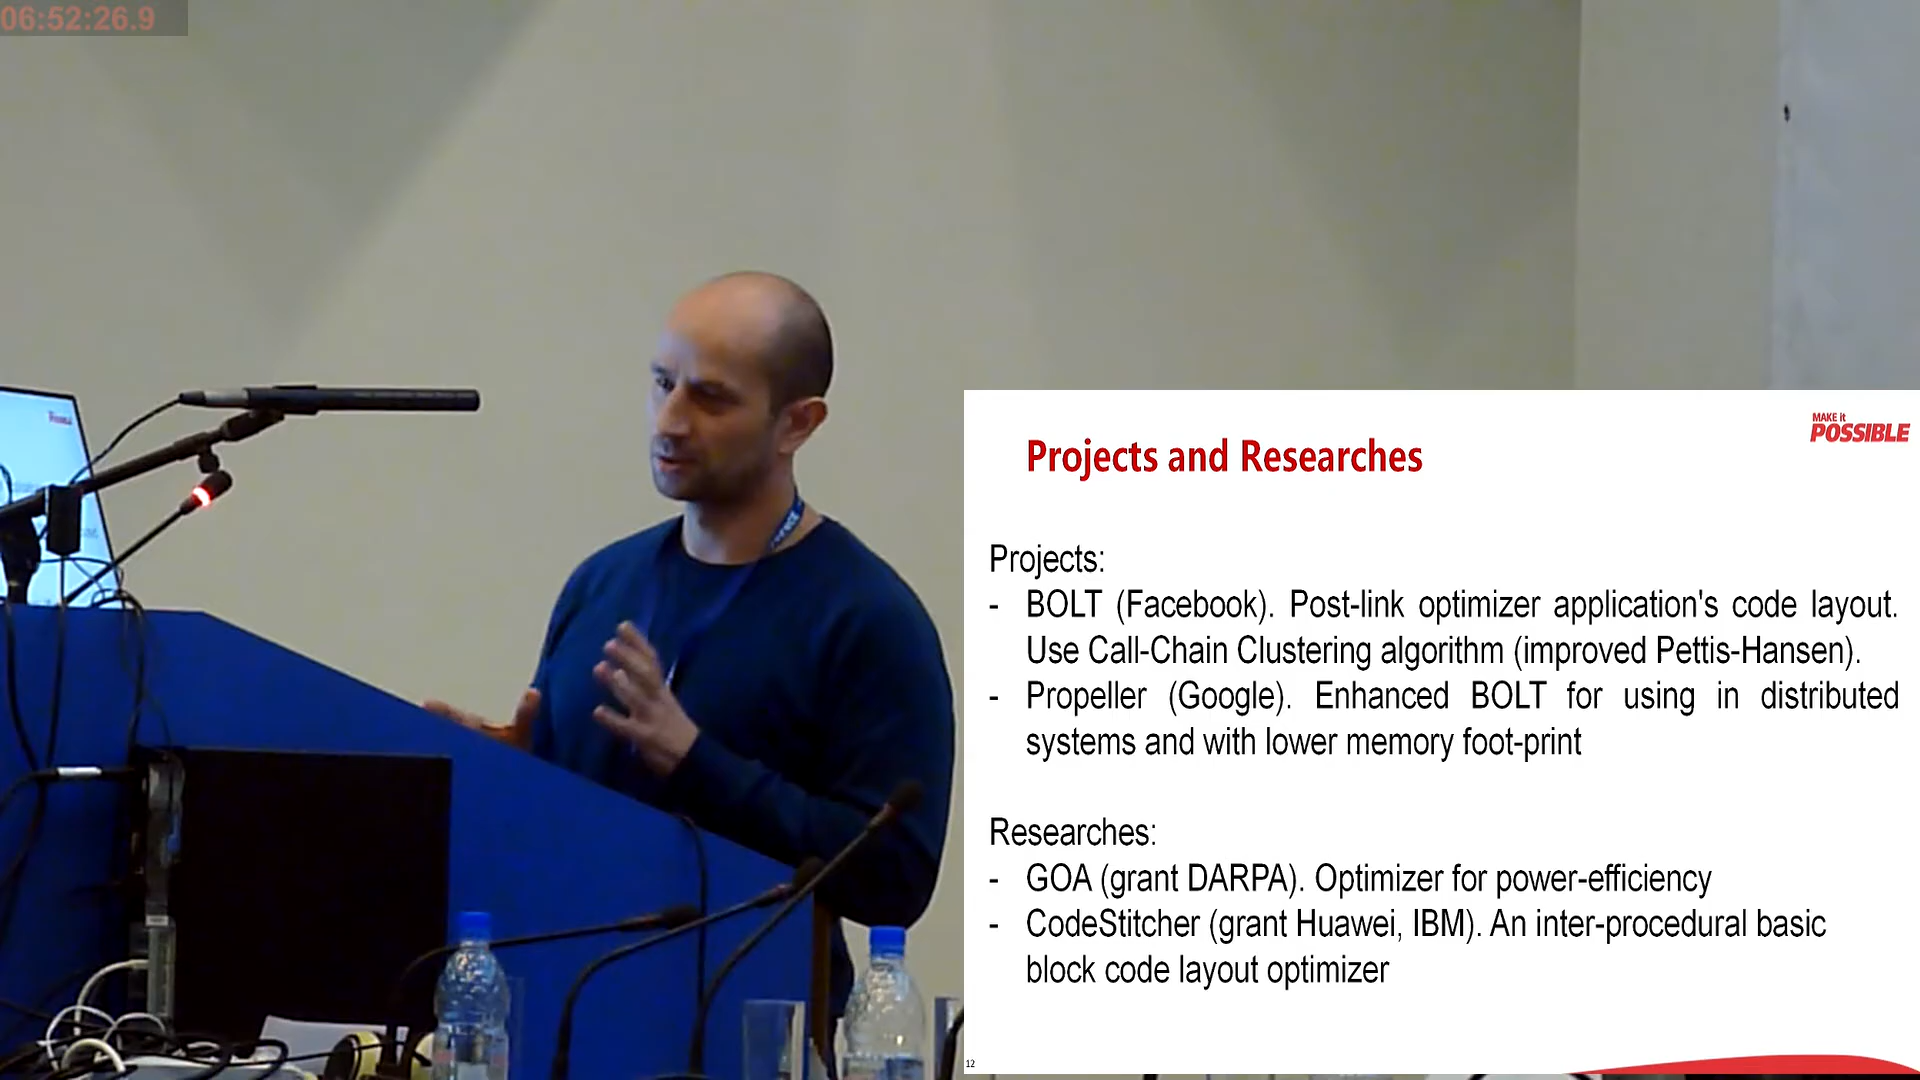 06:52:26.9
MAKE it
POSSIBLE
Projects and Researches
Projects:
- BOLT (Facebook). Post-link optimizer application's code layout.
Use Call-Chain Clustering algorithm (improved Pettis-Hansen).
- Propeller (Google). Enhanced BOLT for using in distributed
systems and with lower memory foot-print
Researches:
- GOA (grant DARPA). Optimizer for power-efficiency
- CodeStitcher (grant Huawei, IBM). An inter-procedural basic
block code layout optimizer
12